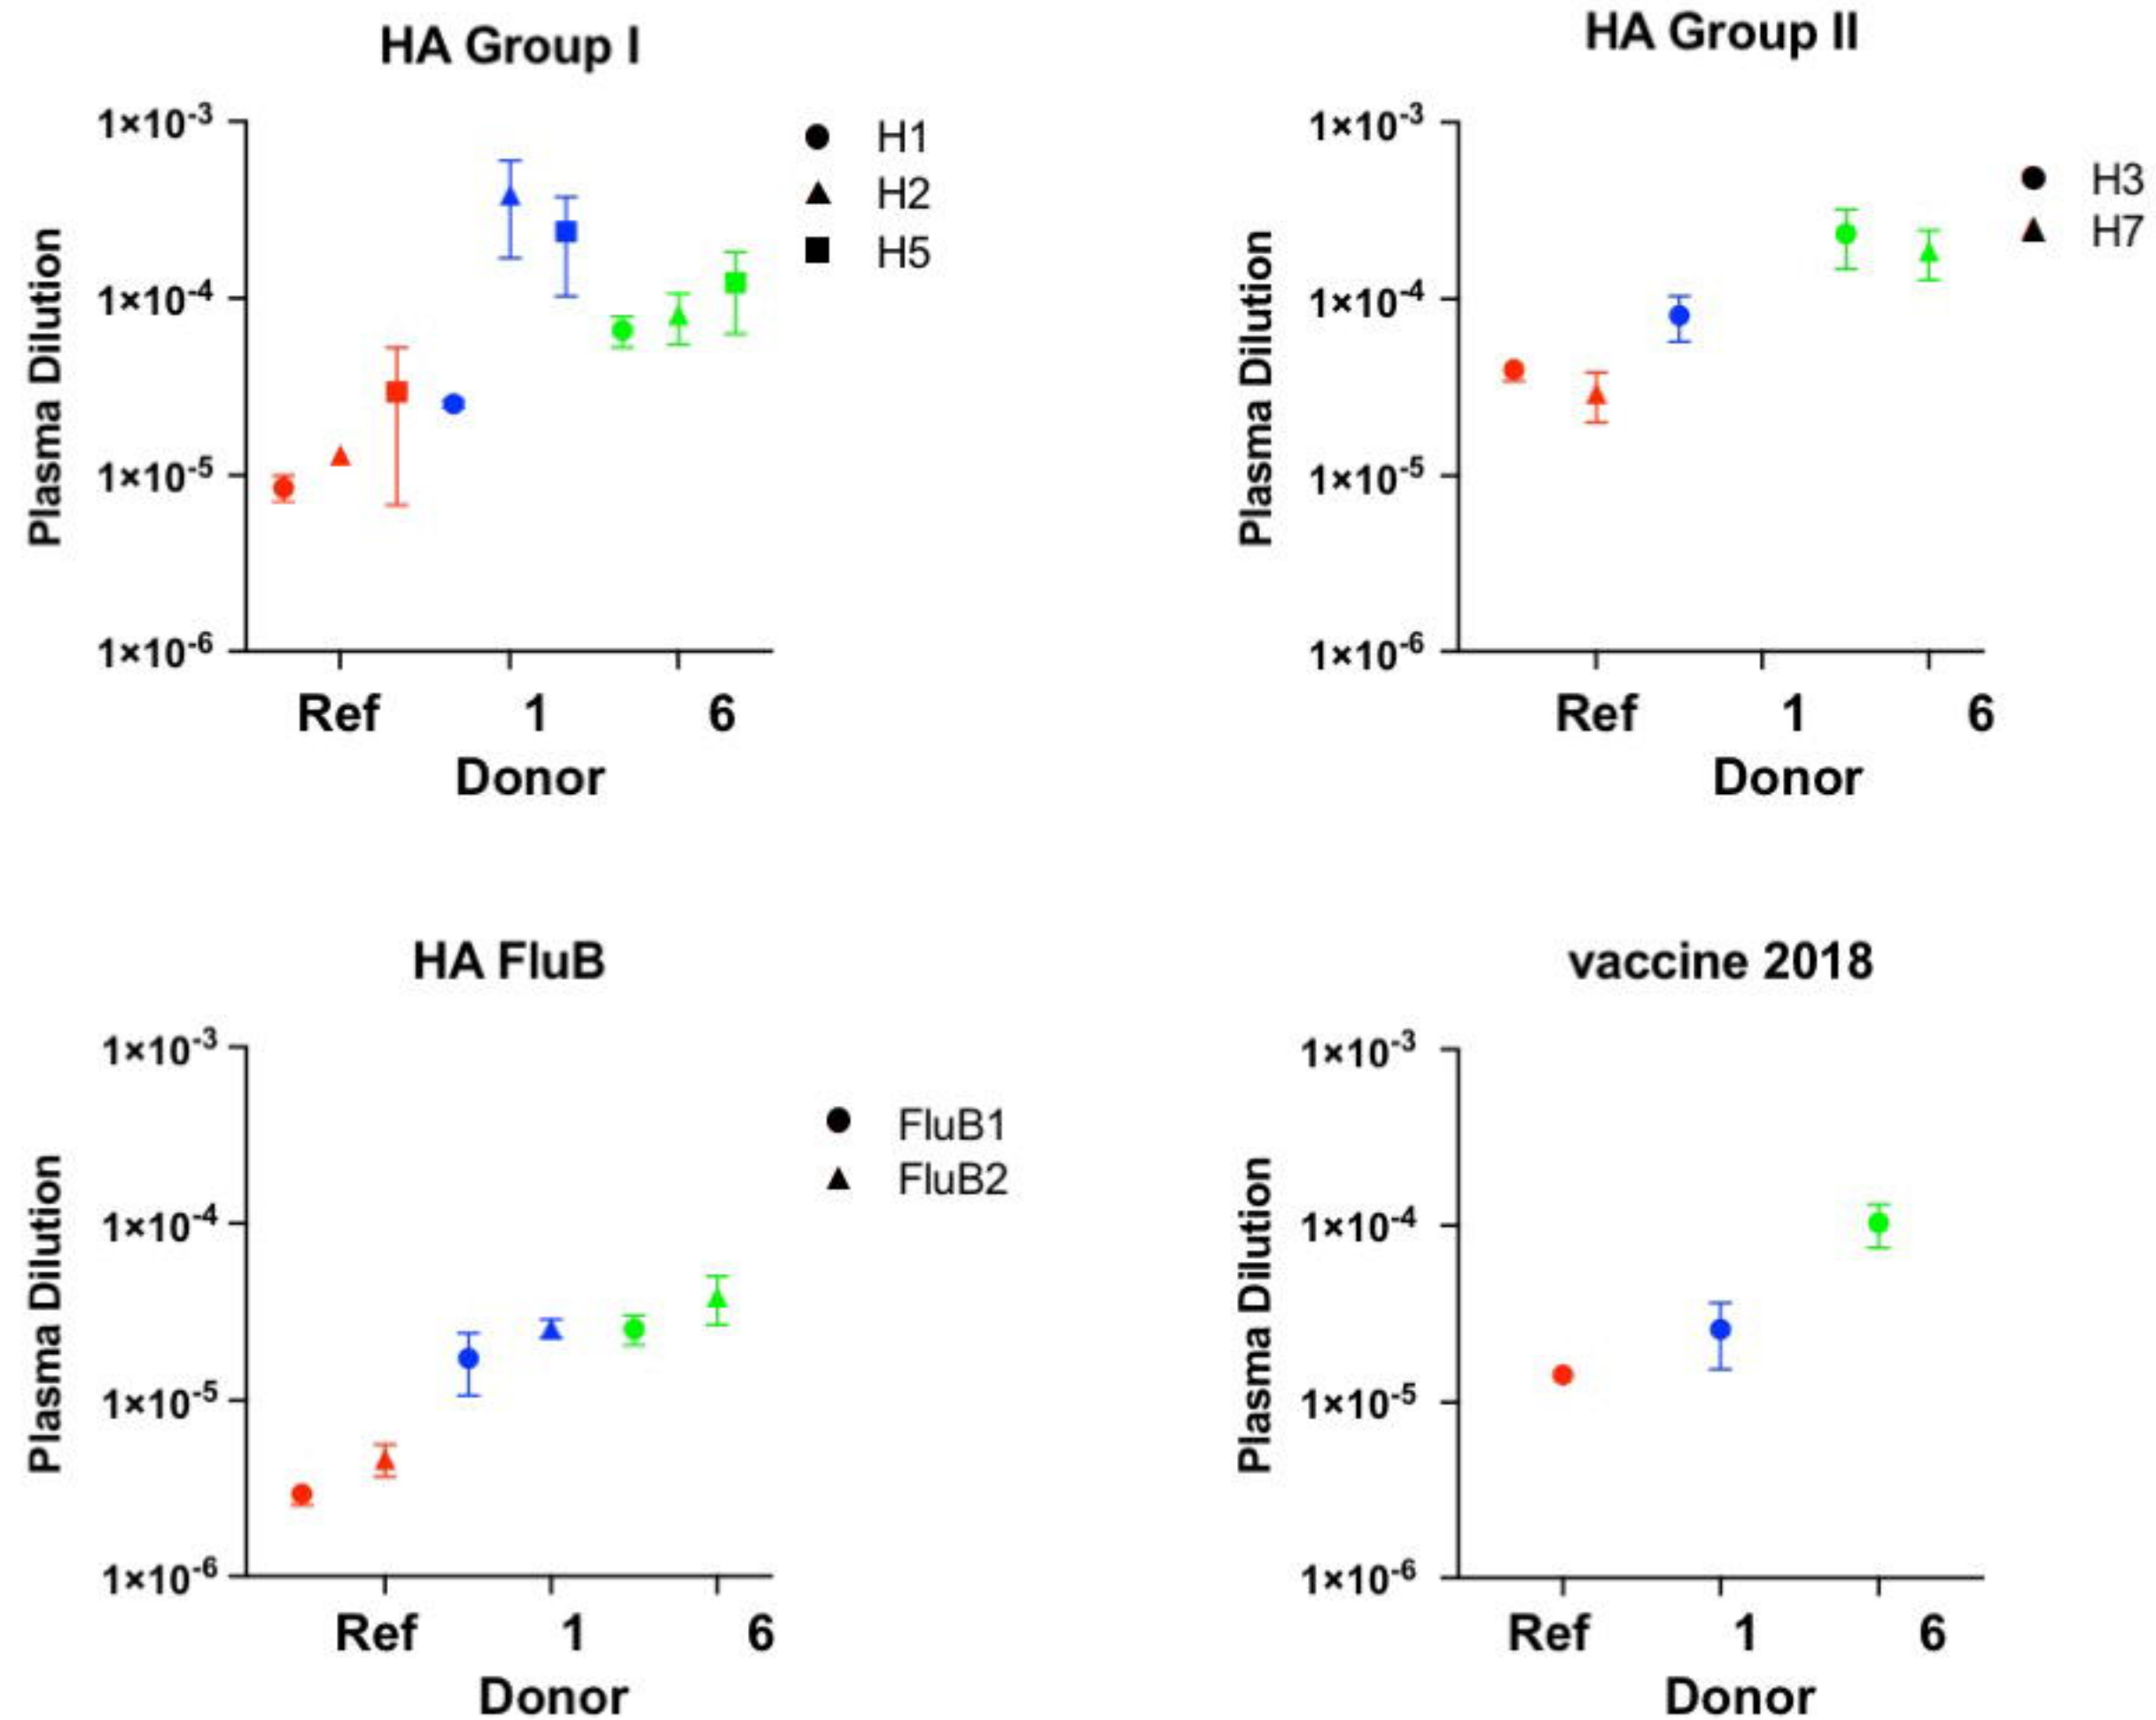 HA Group I
1×10⁻³
1×10⁻⁴
1×10⁻⁵
1×10⁻⁶
Plasma Dilution
Ref 1 6
Donor
H1
H2
H5
HA Group II
1×10⁻³
1×10⁻⁴
1×10⁻⁵
1×10⁻⁶
Plasma Dilution
Ref 1 6
Donor
H3
H7
HA FluB
1×10⁻³
1×10⁻⁴
1×10⁻⁵
1×10⁻⁶
Plasma Dilution
Ref 1 6
Donor
FluB1
FluB2
vaccine 2018
1×10⁻³
1×10⁻⁴
1×10⁻⁵
1×10⁻⁶
Plasma Dilution
Ref 1 6
Donor